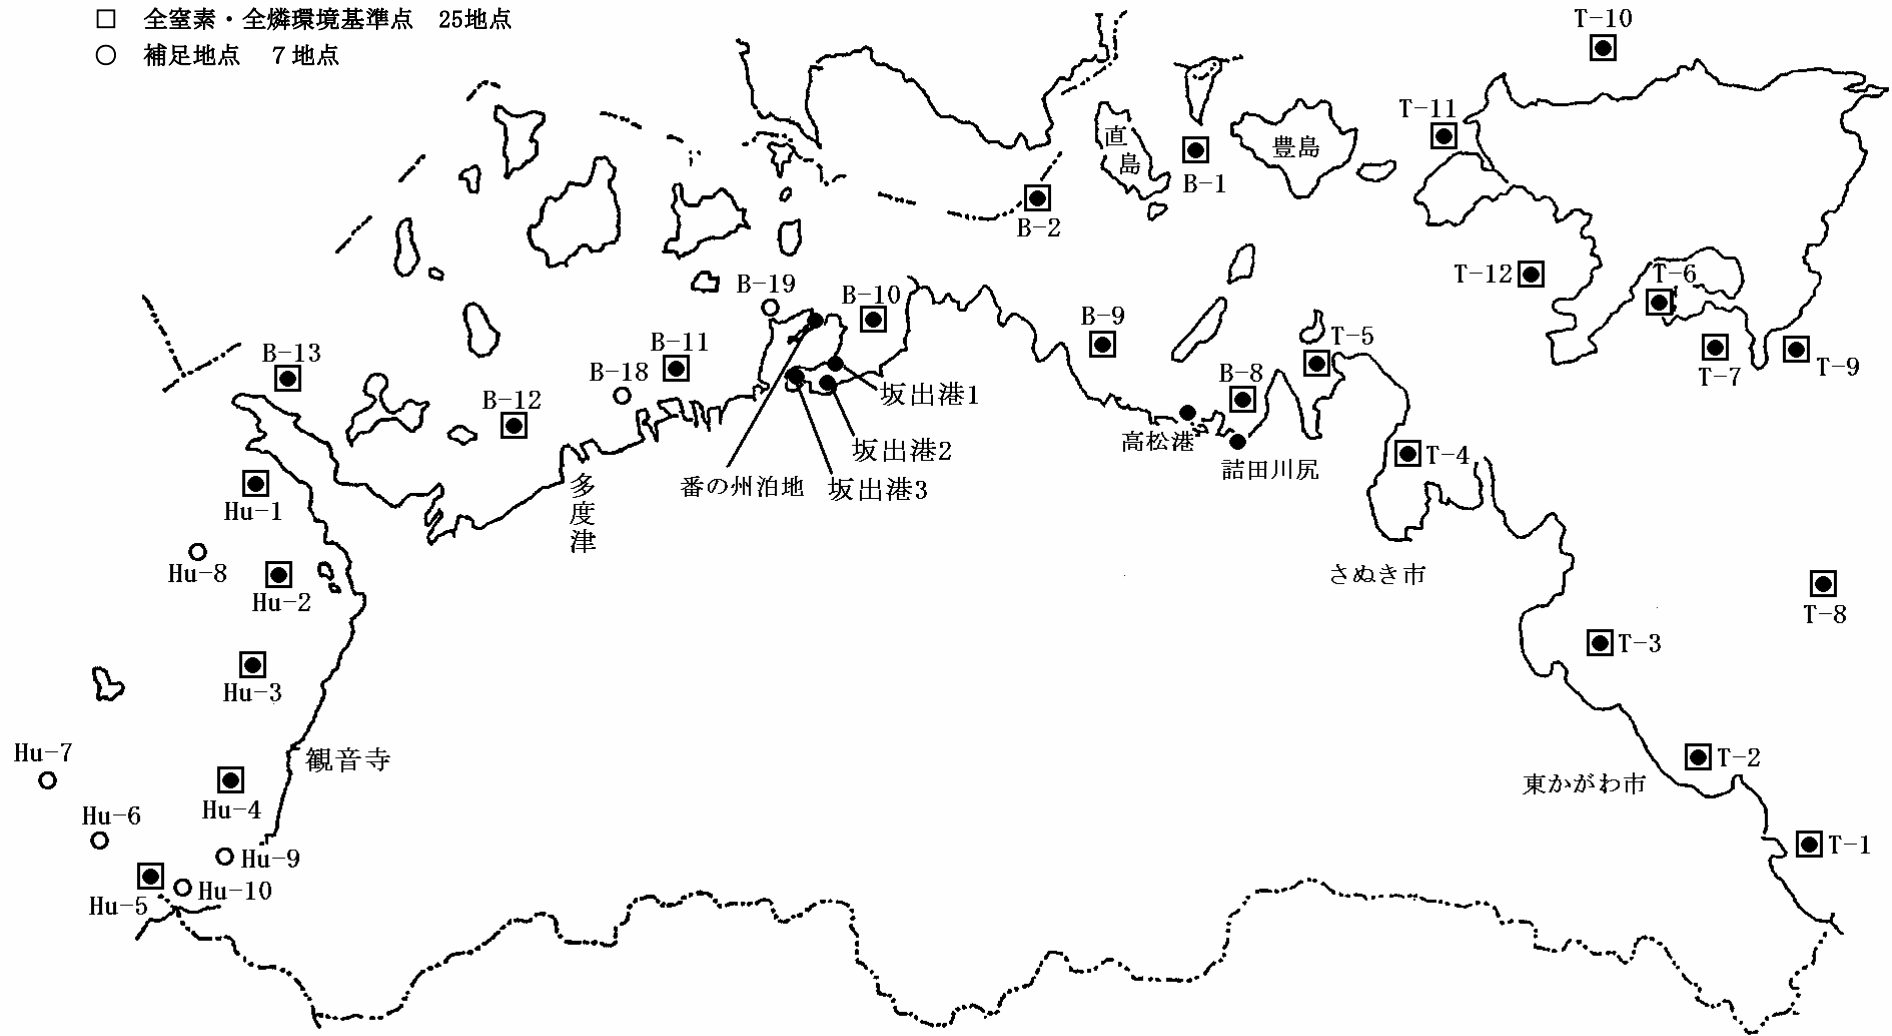 □ 全窒素・全燐環境基準点 25地点
○ 補足地点 7地点
T-10
T-11
直島
豊島
B-1
B-2
T-12
T-6
B-19
B-10
B-9
T-5
T-7
T-9
B-13
B-11
B-18
B-12
B-8
坂出港1
坂出港2
坂出港3
番の州泊地
高松港
詰田川尻
T-4
多度津
Hu-1
Hu-8
Hu-2
さぬき市
T-8
T-3
Hu-3
Hu-7
観音寺
Hu-4
T-2
東かがわ市
Hu-6
Hu-9
T-1
Hu-10
Hu-5